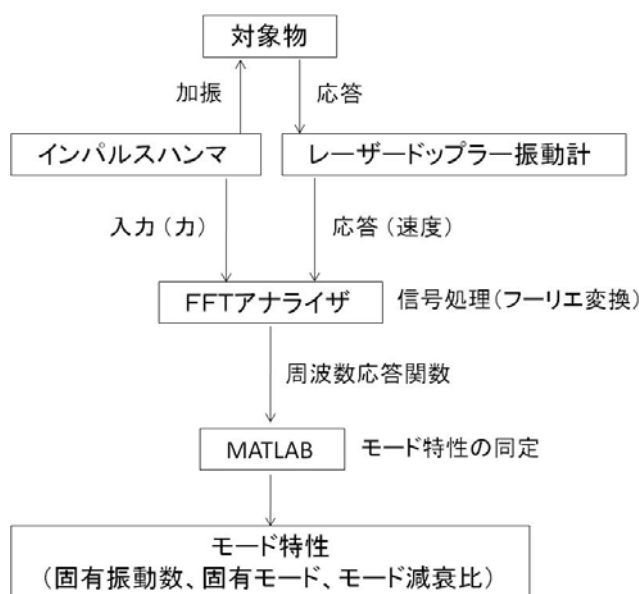 対象物
加振
応答
インパルスハンマ
レーザードップラー振動計
入力（力）
応答（速度）
FFTアナライザ
信号処理（フーリエ変換）
周波数応答関数
MATLAB
モード特性の同定
モード特性
（固有振動数、固有モード、モード減衰比）